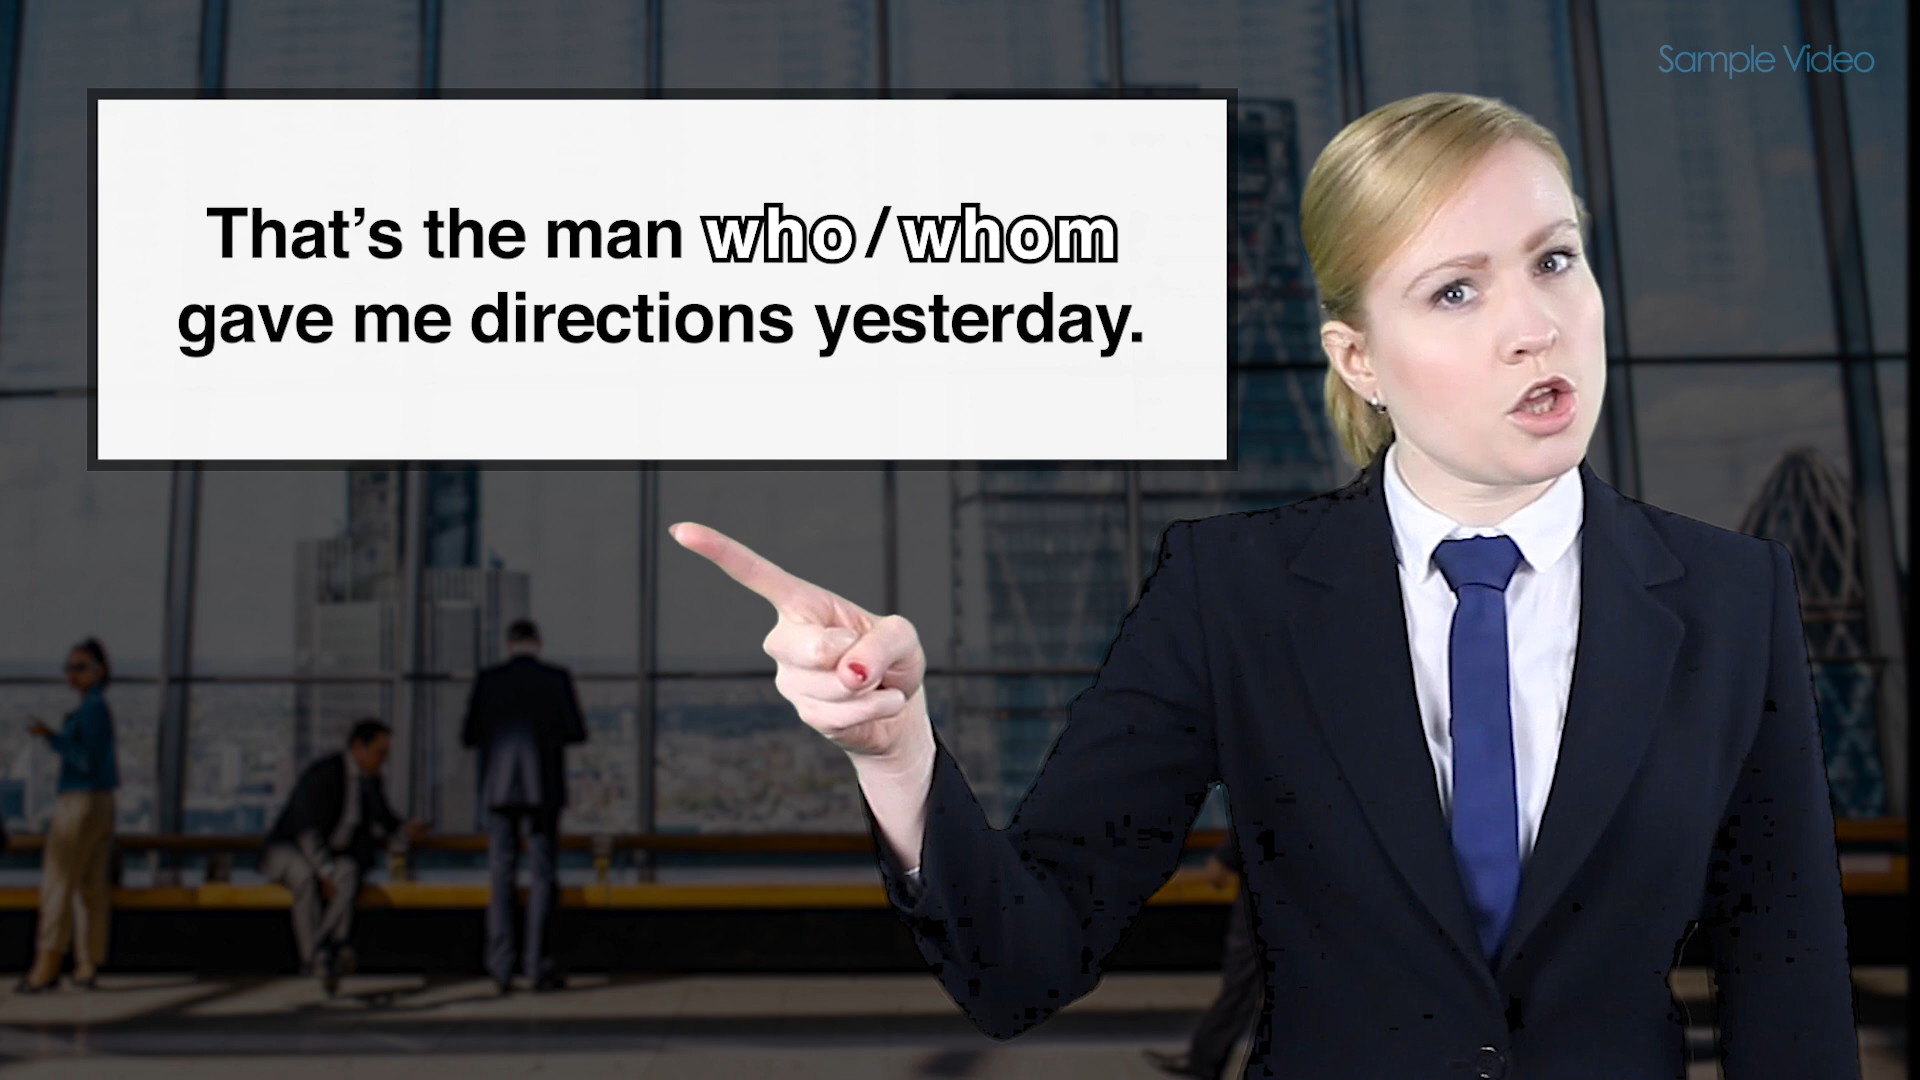 Sample Video
That’s the man who/whom
gave me directions yesterday.